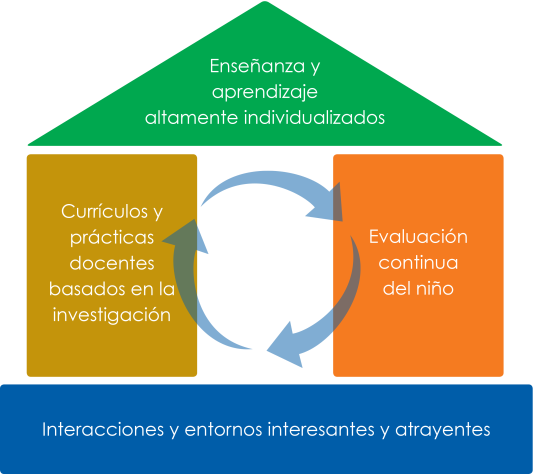 Enseñanza y
aprendizaje
altamente individualizados
Currículos y
prácticas
docentes
basados en la
investigación
Evaluación
continua
del niño
Interacciones y entornos interesantes y atrayentes